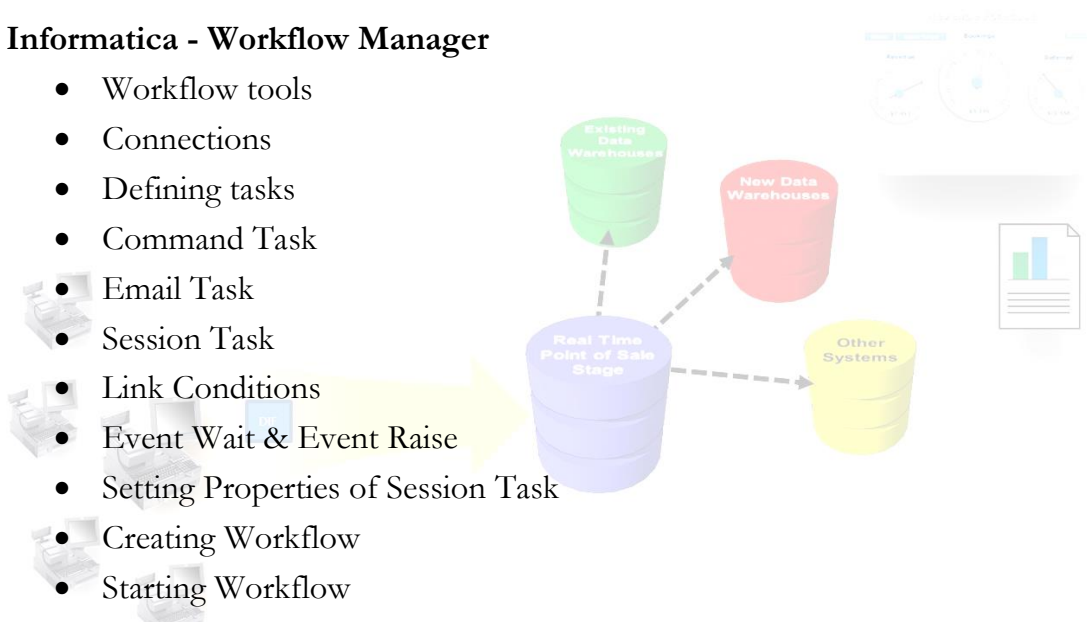 Informatica - Workflow Manager
• Workflow tools
• Connections
• Defining tasks
• Command Task
• Email Task
• Session Task
• Link Conditions
• Event Wait & Event Raise
• Setting Properties of Session Task
• Creating Workflow
• Starting Workflow
Existing
Data
Warehouses
New Data
Warehouses
Real Time
Point of Sale
Stage
Other
Systems